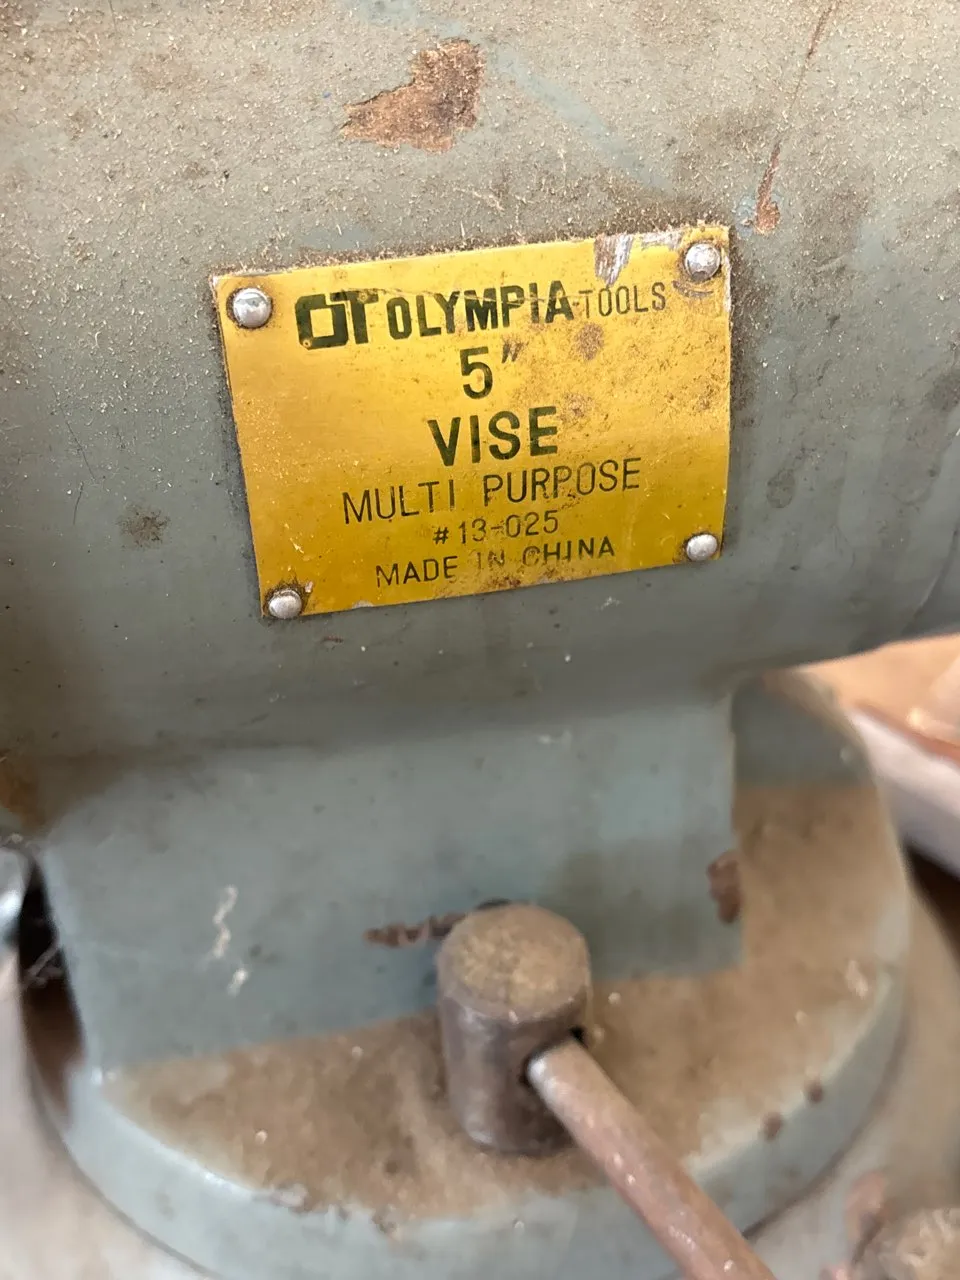 OT OLYMPIA TOOLS
5"
VISE
MULTI PURPOSE
#13-025
MADE IN CHINA